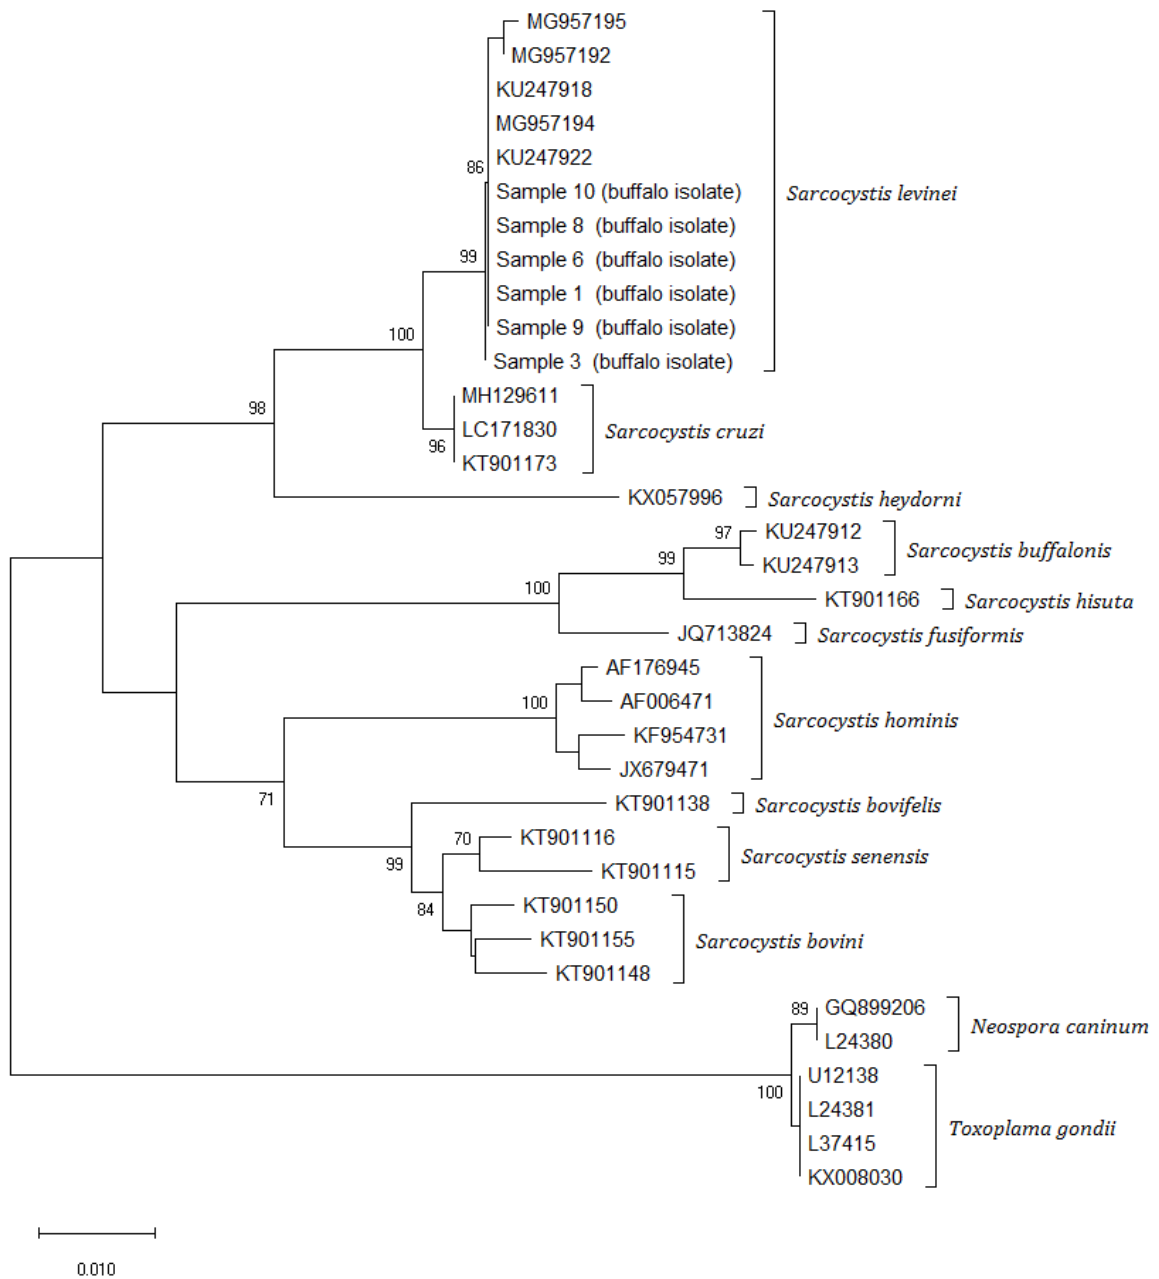 MG957195
MG957192
KU247918
MG957194
KU247922
86
Sample 10 (buffalo isolate)
Sarcocystis levinei
Sample 8 (buffalo isolate)
Sample 6 (buffalo isolate)
99
Sample 1 (buffalo isolate)
Sample 9 (buffalo isolate)
100
Sample 3 (buffalo isolate)
MH129611
98
LC171830
Sarcocystis cruzi
96
KT901173
KX057996
Sarcocystis heydorni
97
KU247912
Sarcocystis buffalonis
99
KU247913
100
KT901166
Sarcocystis hisuta
JQ713824
Sarcocystis fusiformis
AF176945
100
AF006471
Sarcocystis hominis
KF954731
JX679471
71
KT901138
Sarcocystis bovifelis
70
KT901116
Sarcocystis senensis
99
KT901115
84
KT901150
KT901155
Sarcocystis bovini
KT901148
89
GQ899206
Neospora caninum
L24380
100
U12138
L24381
Toxoplama gondii
L37415
KX008030
0.010